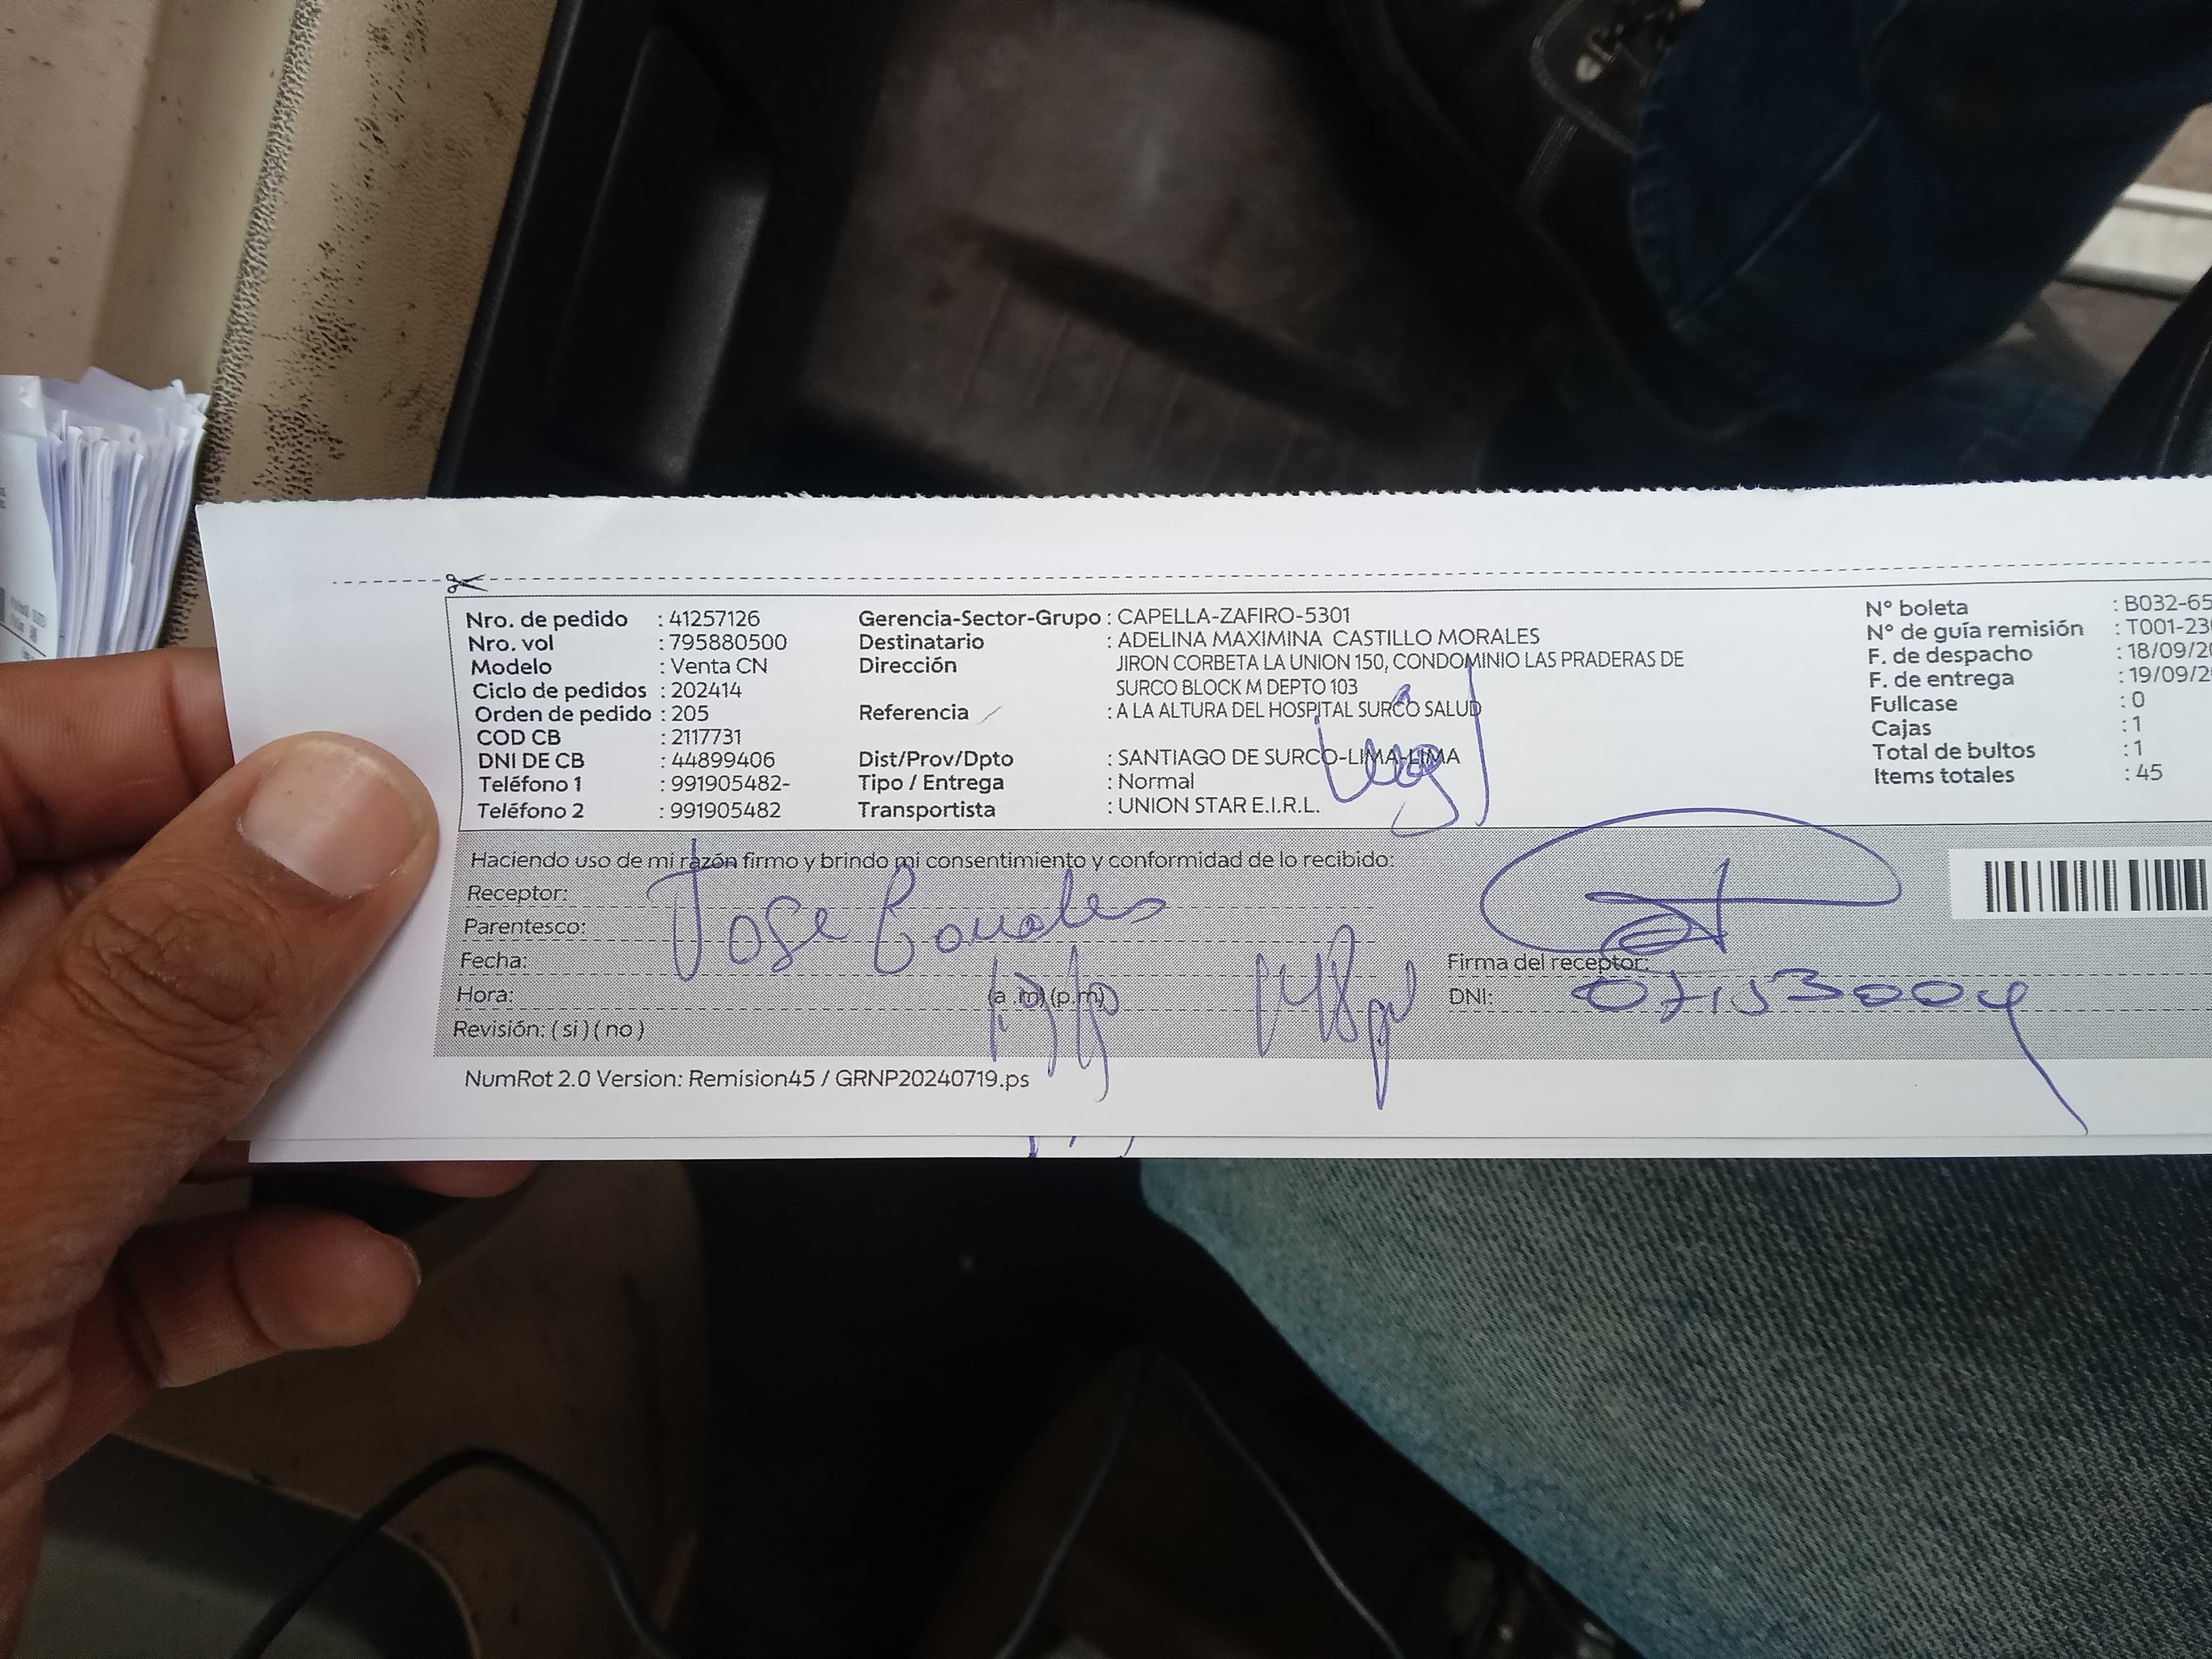 Nro. de pedido : 41257126 Gerencia-Sector-Grupo : CAPELLA-ZAFIRO-5301 N° boleta : B032-65
Nro. vol : 795880500 Destinatario : ADELINA MAXIMINA CASTILLO MORALES N° de guía remisión : T001-23
Modelo : Venta CN Dirección JIRON CORBETA LA UNION 150, CONDOMINIO LAS PRADERAS DE F. de despacho : 18/09/20
Ciclo de pedidos : 202414 SURCO BLOCK M DEPTO 103 F. de entrega : 19/09/2
Orden de pedido : 205 Referencia : A LA ALTURA DEL HOSPITAL SURCO SALUD Fullcase : 0
COD CB : 2117731 Cajas : 1
DNI DE CB : 44899406 Dist/Prov/Dpto : SANTIAGO DE SURCO-LIMA-LIMA Total de bultos : 1
Teléfono 1 : 991905482- Tipo / Entrega : Normal Items totales : 45
Teléfono 2 : 991905482 Transportista : UNION STAR E.I.R.L.
Haciendo uso de mi razón firmo y brindo mi consentimiento y conformidad de lo recibido:
Receptor: Jose
Parentesco:
Fecha: Firma del receptor:
Hora: (a .m) (p.m) DNI:
Revisión: ( si ) ( no )
NumRot 2.0 Version: Remision45 / GRNP20240719.ps